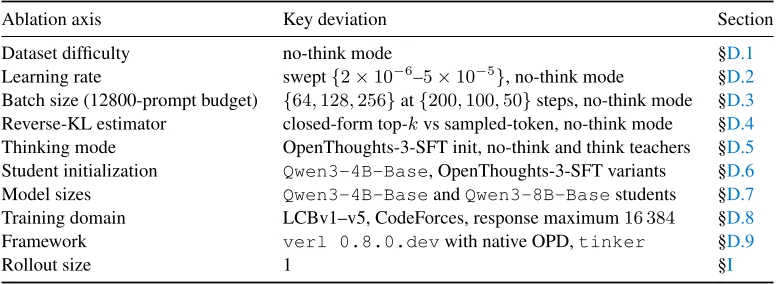 Ablation axis Key deviation Section
Dataset difficulty no-think mode §D.1
Learning rate swept {2 × 10⁻⁶–5 × 10⁻⁵}, no-think mode §D.2
Batch size (12800-prompt budget) {64, 128, 256} at {200, 100, 50} steps, no-think mode §D.3
Reverse-KL estimator closed-form top-k vs sampled-token, no-think mode §D.4
Thinking mode OpenThoughts-3-SFT init, no-think and think teachers §D.5
Student initialization Qwen3-4B-Base, OpenThoughts-3-SFT variants §D.6
Model sizes Qwen3-4B-Base and Qwen3-8B-Base students §D.7
Training domain LCBv1–v5, CodeForces, response maximum 16 384 §D.8
Framework verl 0.8.0.dev with native OPD, tinker §D.9
Rollout size 1 §I